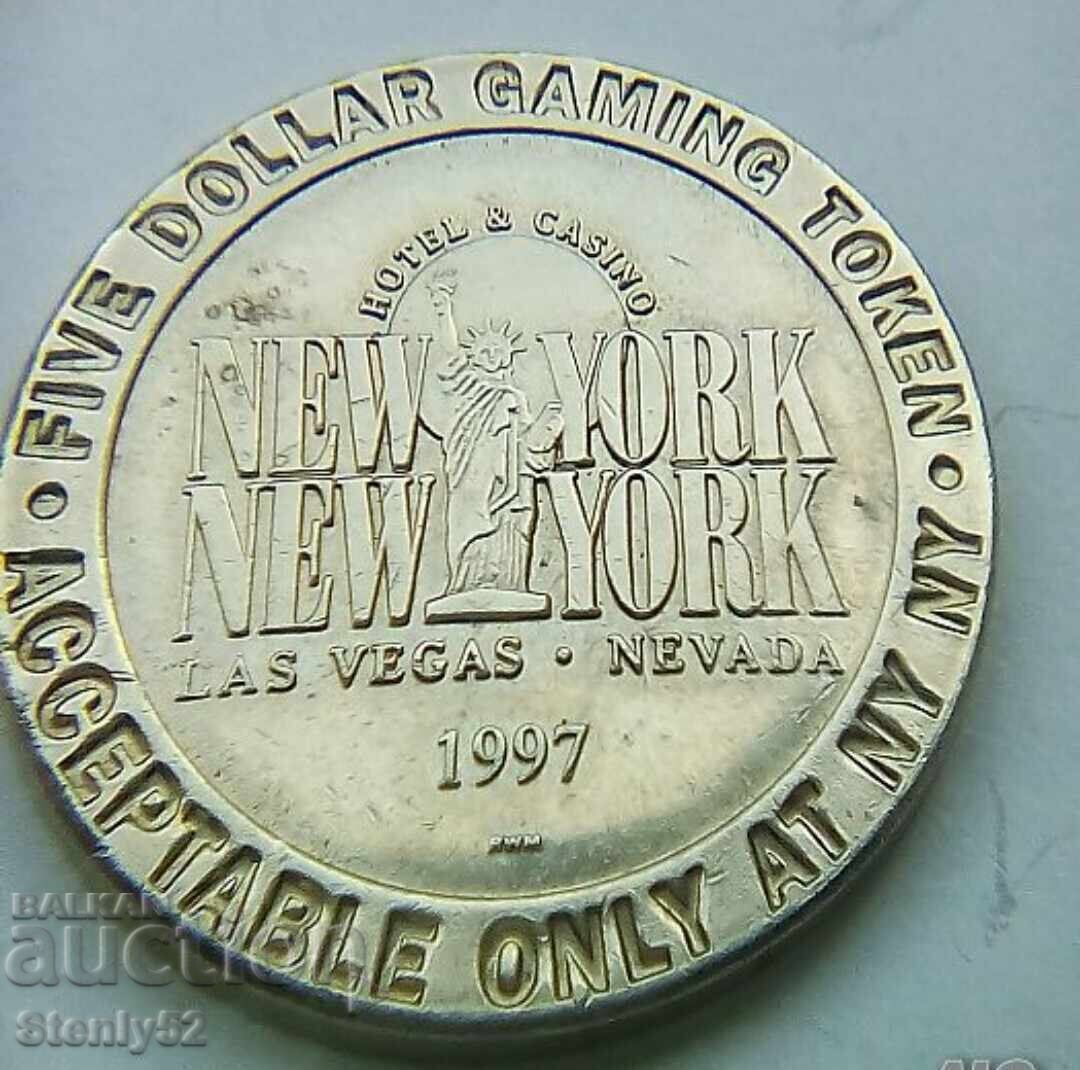 • FIVE DOLLAR GAMING TOKEN •
HOTEL & CASINO
NEW YORK
NEW YORK
LAS VEGAS • NEVADA
1997
RWM
ACCCEPTABLE ONLY AT NY NY
BALKAN
auction
Stenly52